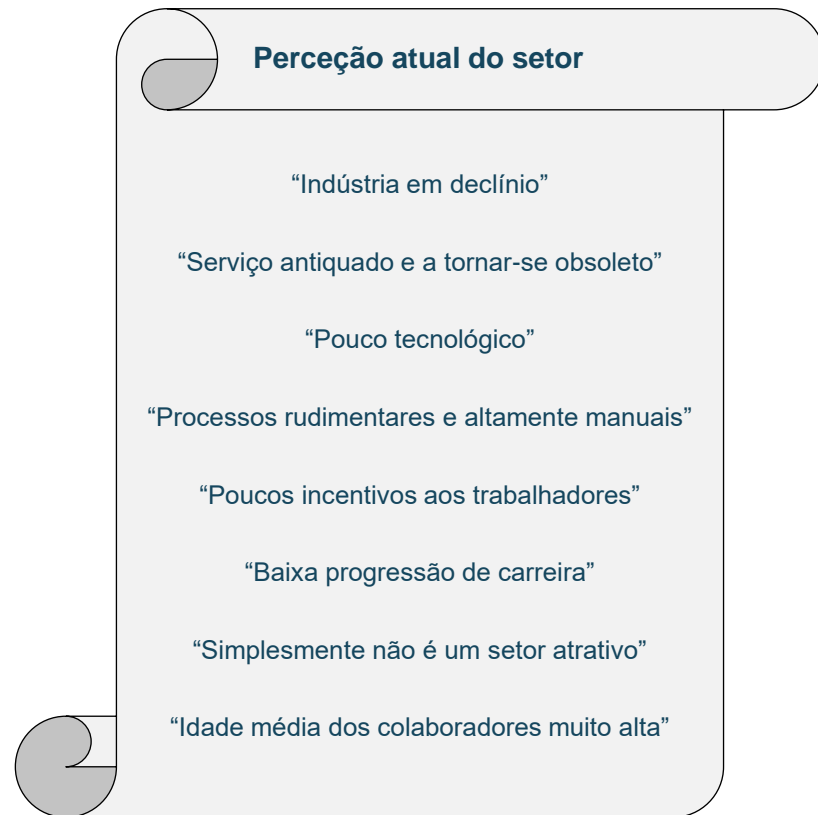 Perceção atual do setor
“Indústria em declínio”
“Serviço antiquado e a tornar-se obsoleto”
“Pouco tecnológico”
“Processos rudimentares e altamente manuais”
“Poucos incentivos aos trabalhadores”
“Baixa progressão de carreira”
“Simplesmente não é um setor atrativo”
“Idade média dos colaboradores muito alta”